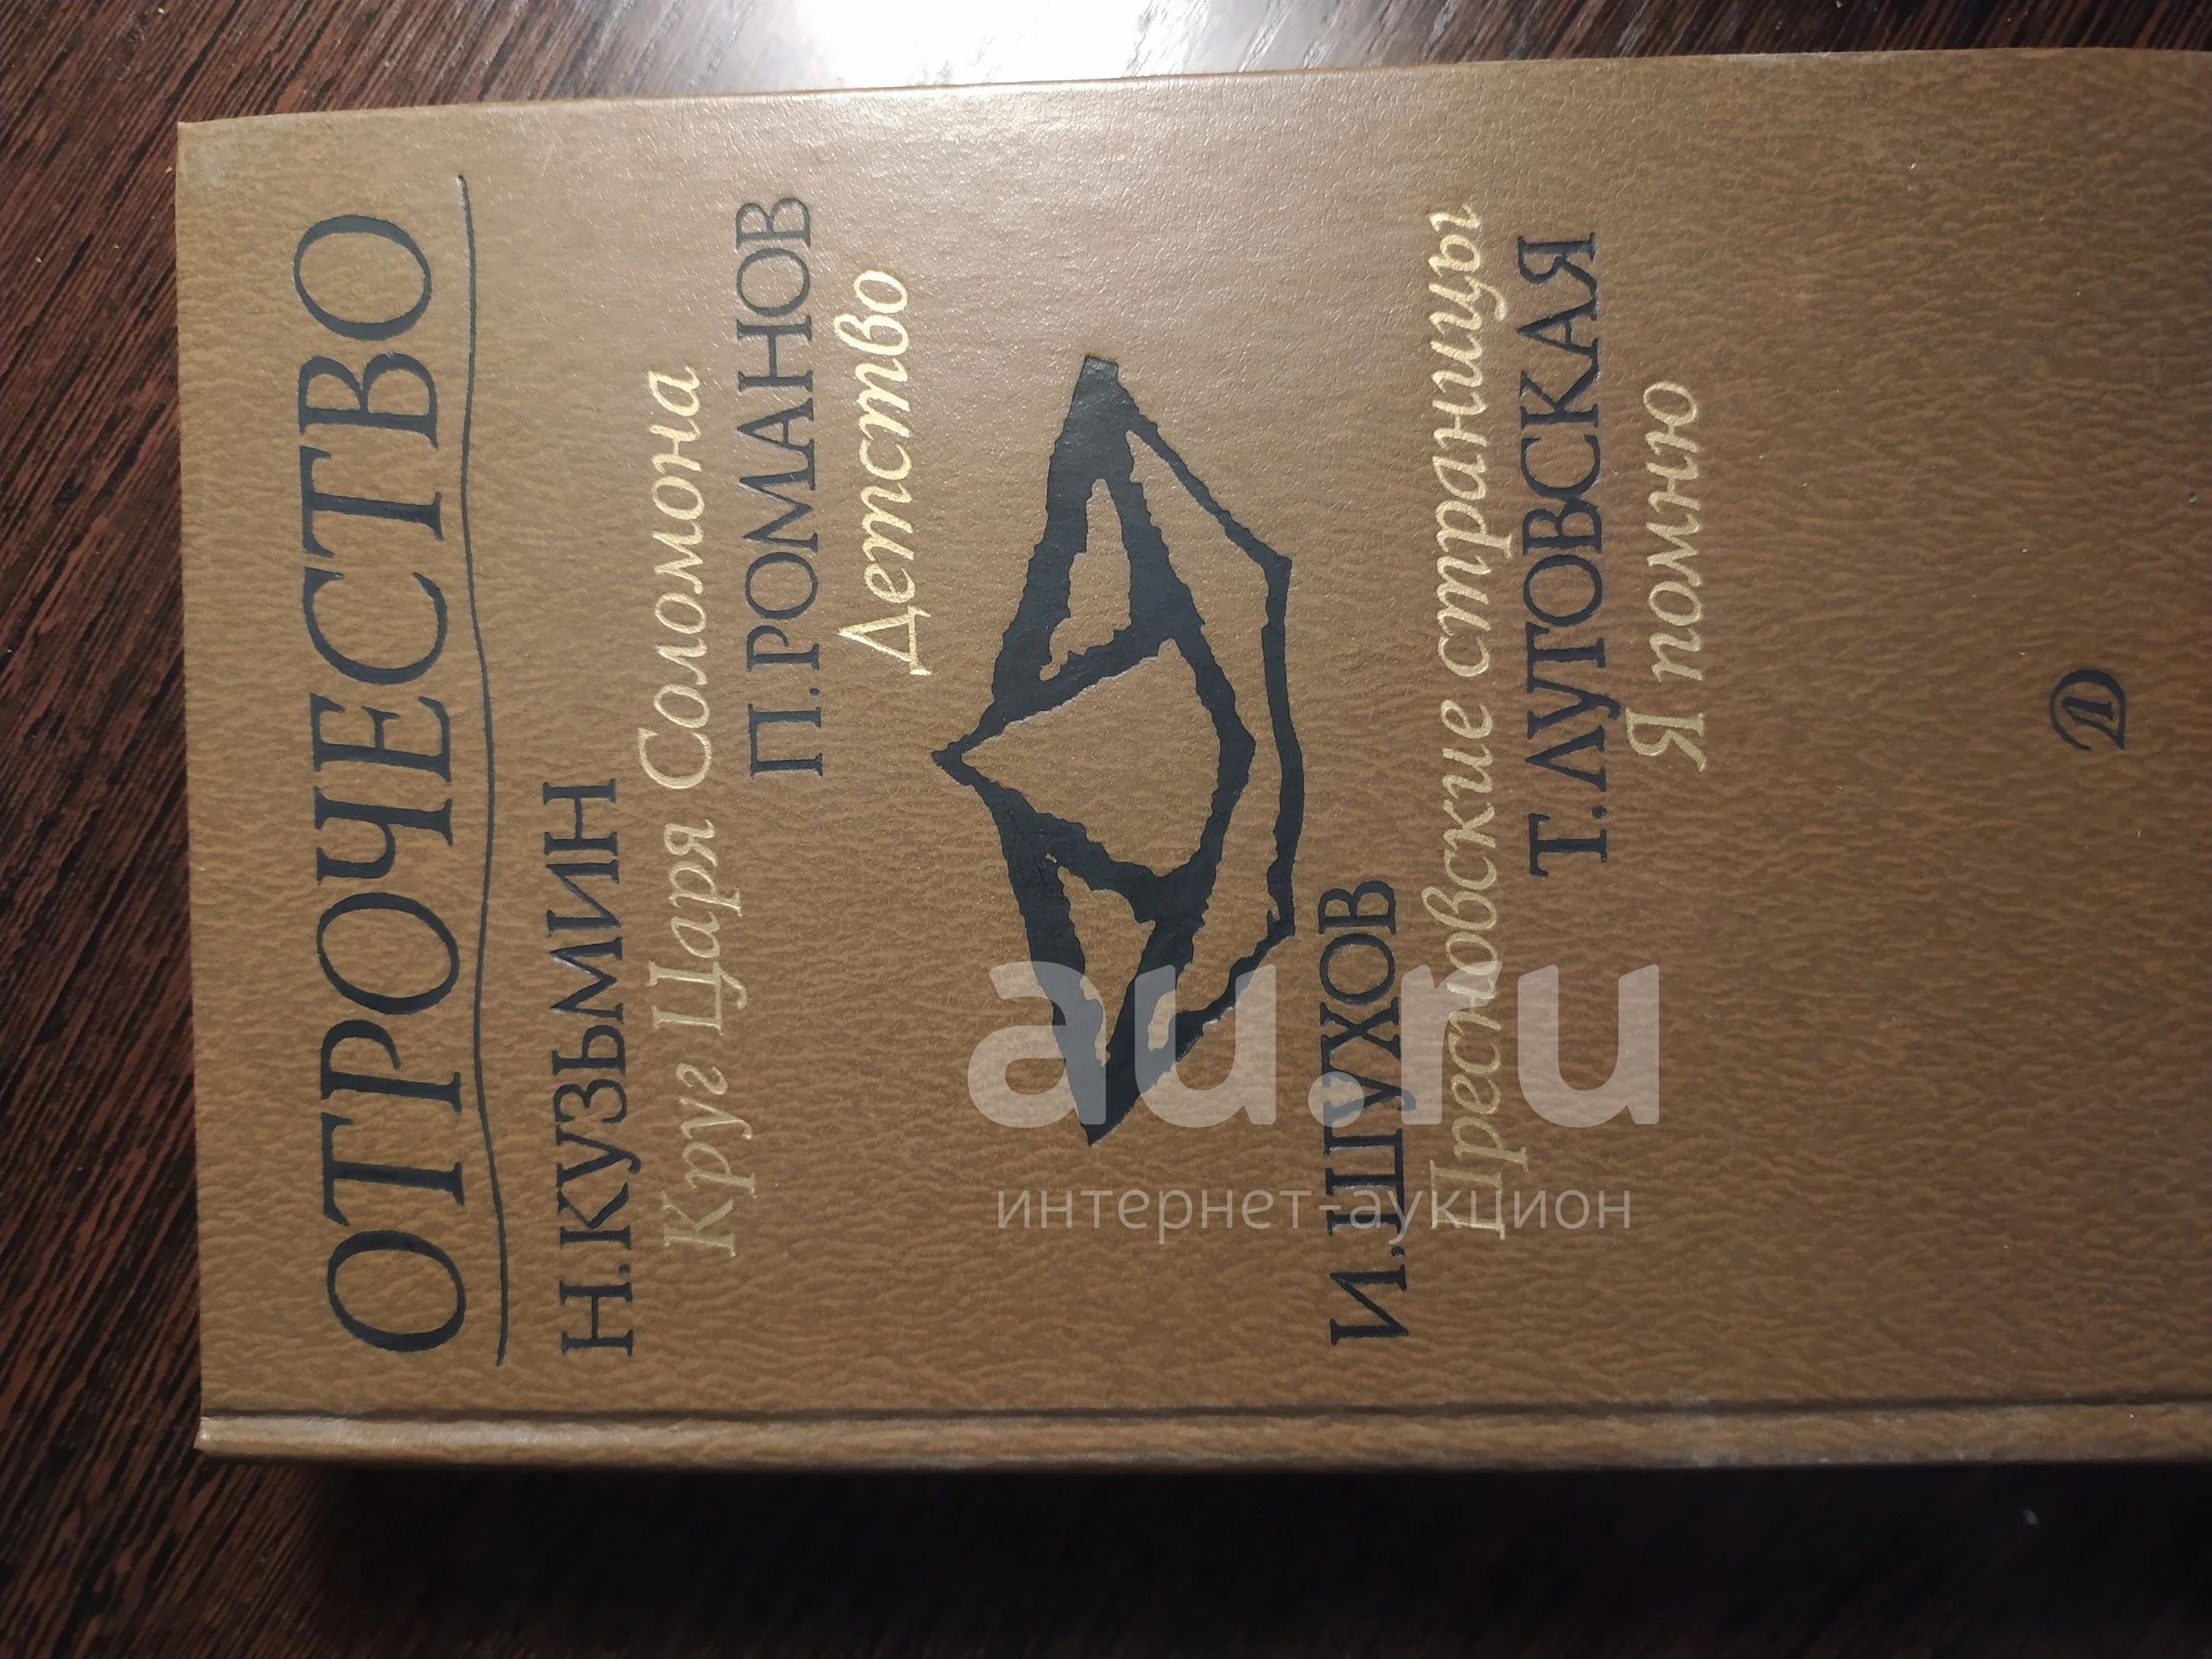 ОТРОЧЕСТВО
Н.КУЗЬМИН
Круг Царя Соломона
П.РОМАНОВ
Детство
И.ШУХОВ
Пресновские страницы
Т.ЛУГОВСКАЯ
Я помню
Д
au.ru
интернет-аукцион